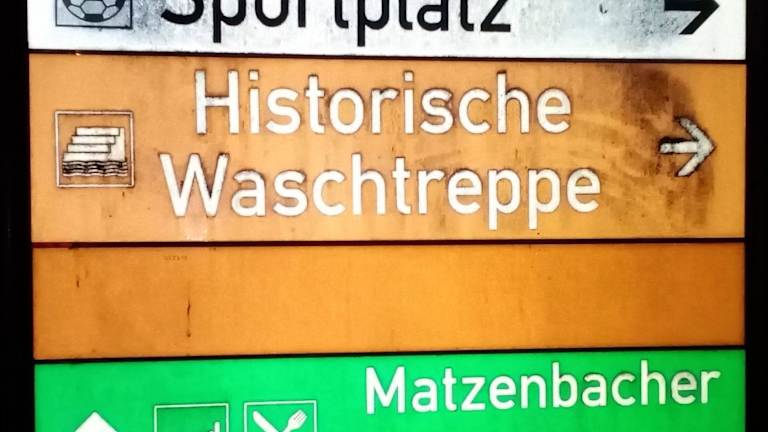 Sportplatz
Historische
Waschtreppe
Matzenbacher